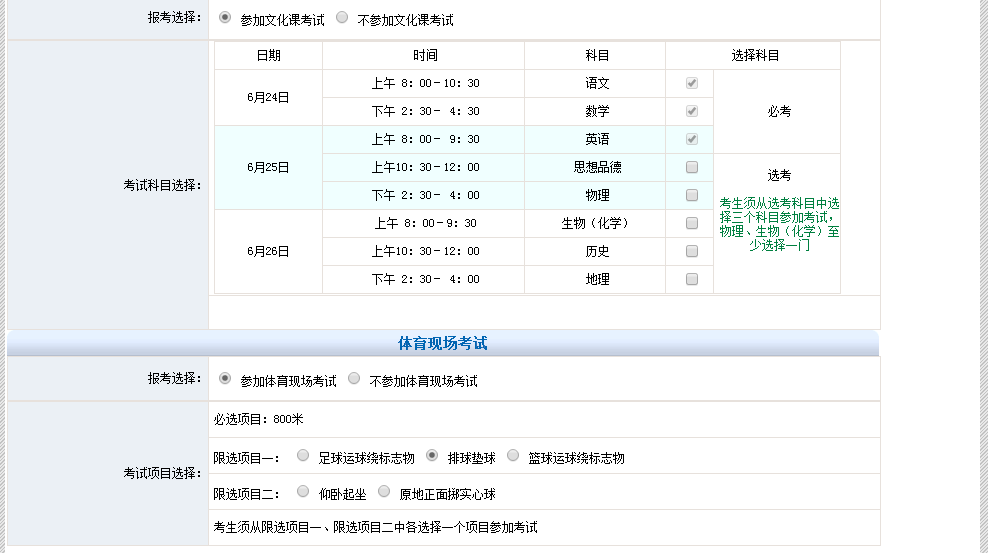 报考选择： 参加文化课考试 不参加文化课考试
考试科目选择：
日期 时间 科目 选择科目
6月24日 上午 8：00－10：30 语文 必考
下午 2：30－ 4：30 数学
6月25日 上午 8：00－ 9：30 英语
上午10：30－12：00 思想品德 选考
下午 2：30－ 4：00 物理
6月26日 上午 8：00－9：30 生物（化学）
上午10：30－12：00 历史
下午 2：30－ 4：00 地理
考生须从选考科目中选
择三个科目参加考试，
物理、生物（化学）至
少选择一门
体育现场考试
报考选择： 参加体育现场考试 不参加体育现场考试
考试项目选择：
必选项目：800米
限选项目一： 足球运球绕标志物 排球垫球 篮球运球绕标志物
限选项目二： 仰卧起坐 原地正面掷实心球
考生须从限选项目一、限选项目二中各选择一个项目参加考试